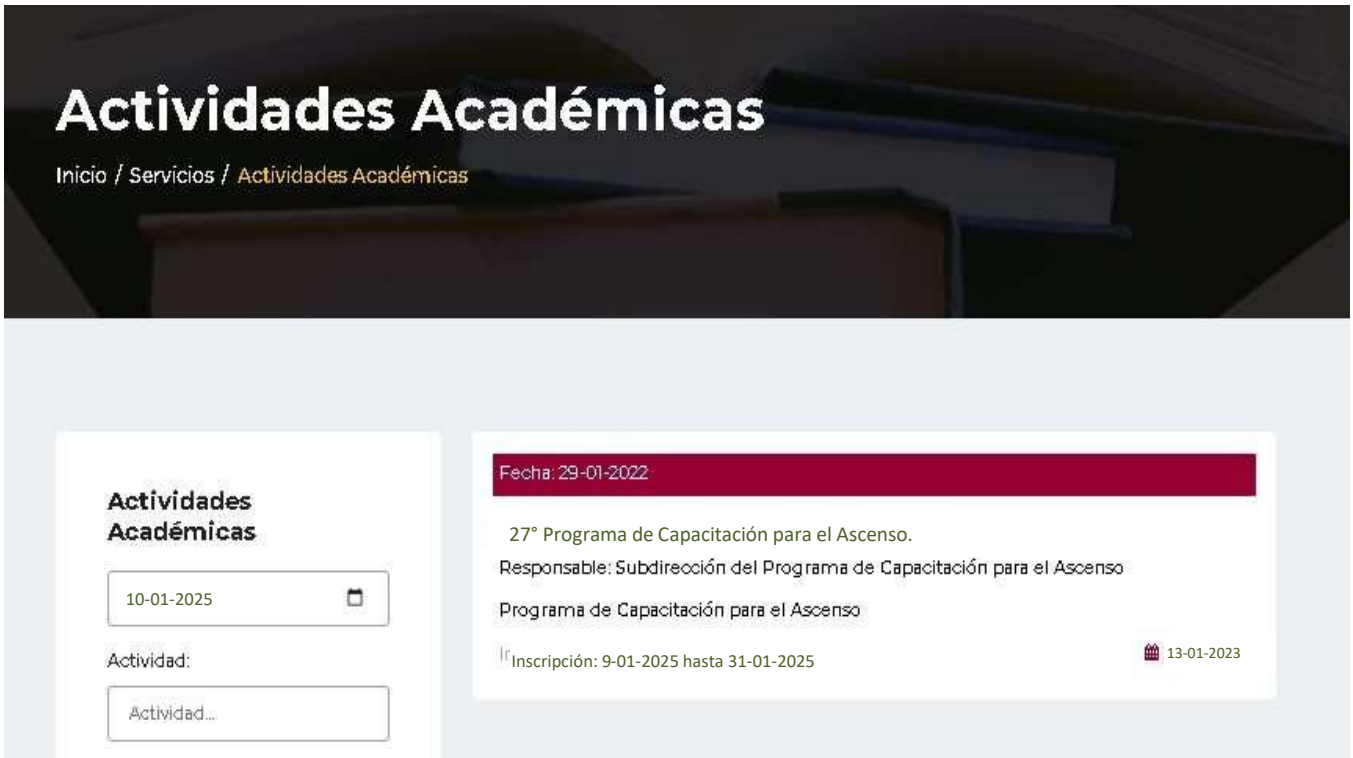 Actividades Académicas
Inicio / Servicios / Actividades Académicas
Actividades
Académicas
10-01-2025
Actividad:
Actividad...
Fecha: 29-01-2022
27° Programa de Capacitación para el Ascenso.
Responsable: Subdirección del Programa de Capacitación para el Ascenso
Programa de Capacitación para el Ascenso
Inscripción: 9-01-2025 hasta 31-01-2025
13-01-2023